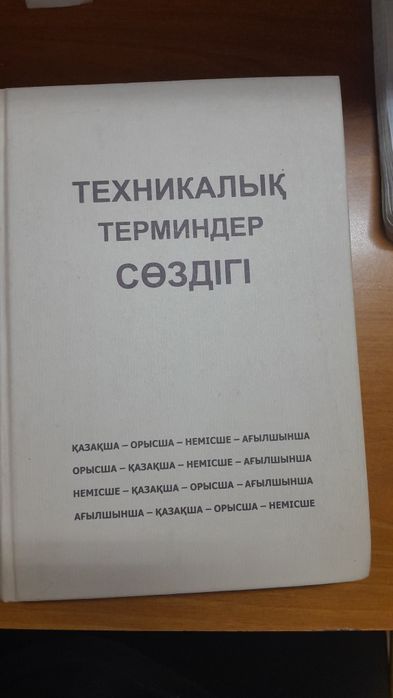 ТЕХНИКАЛЫҚ
ТЕРМИНДЕР
СӨЗДІГІ
ҚАЗАҚША – ОРЫСША – НЕМІСШЕ – АҒЫЛШЫНША
ОРЫСША – ҚАЗАҚША – НЕМІСШЕ – АҒЫЛШЫНША
НЕМІСШЕ – ҚАЗАҚША – ОРЫСША – АҒЫЛШЫНША
АҒЫЛШЫНША – ҚАЗАҚША – ОРЫСША – НЕМІСШЕ